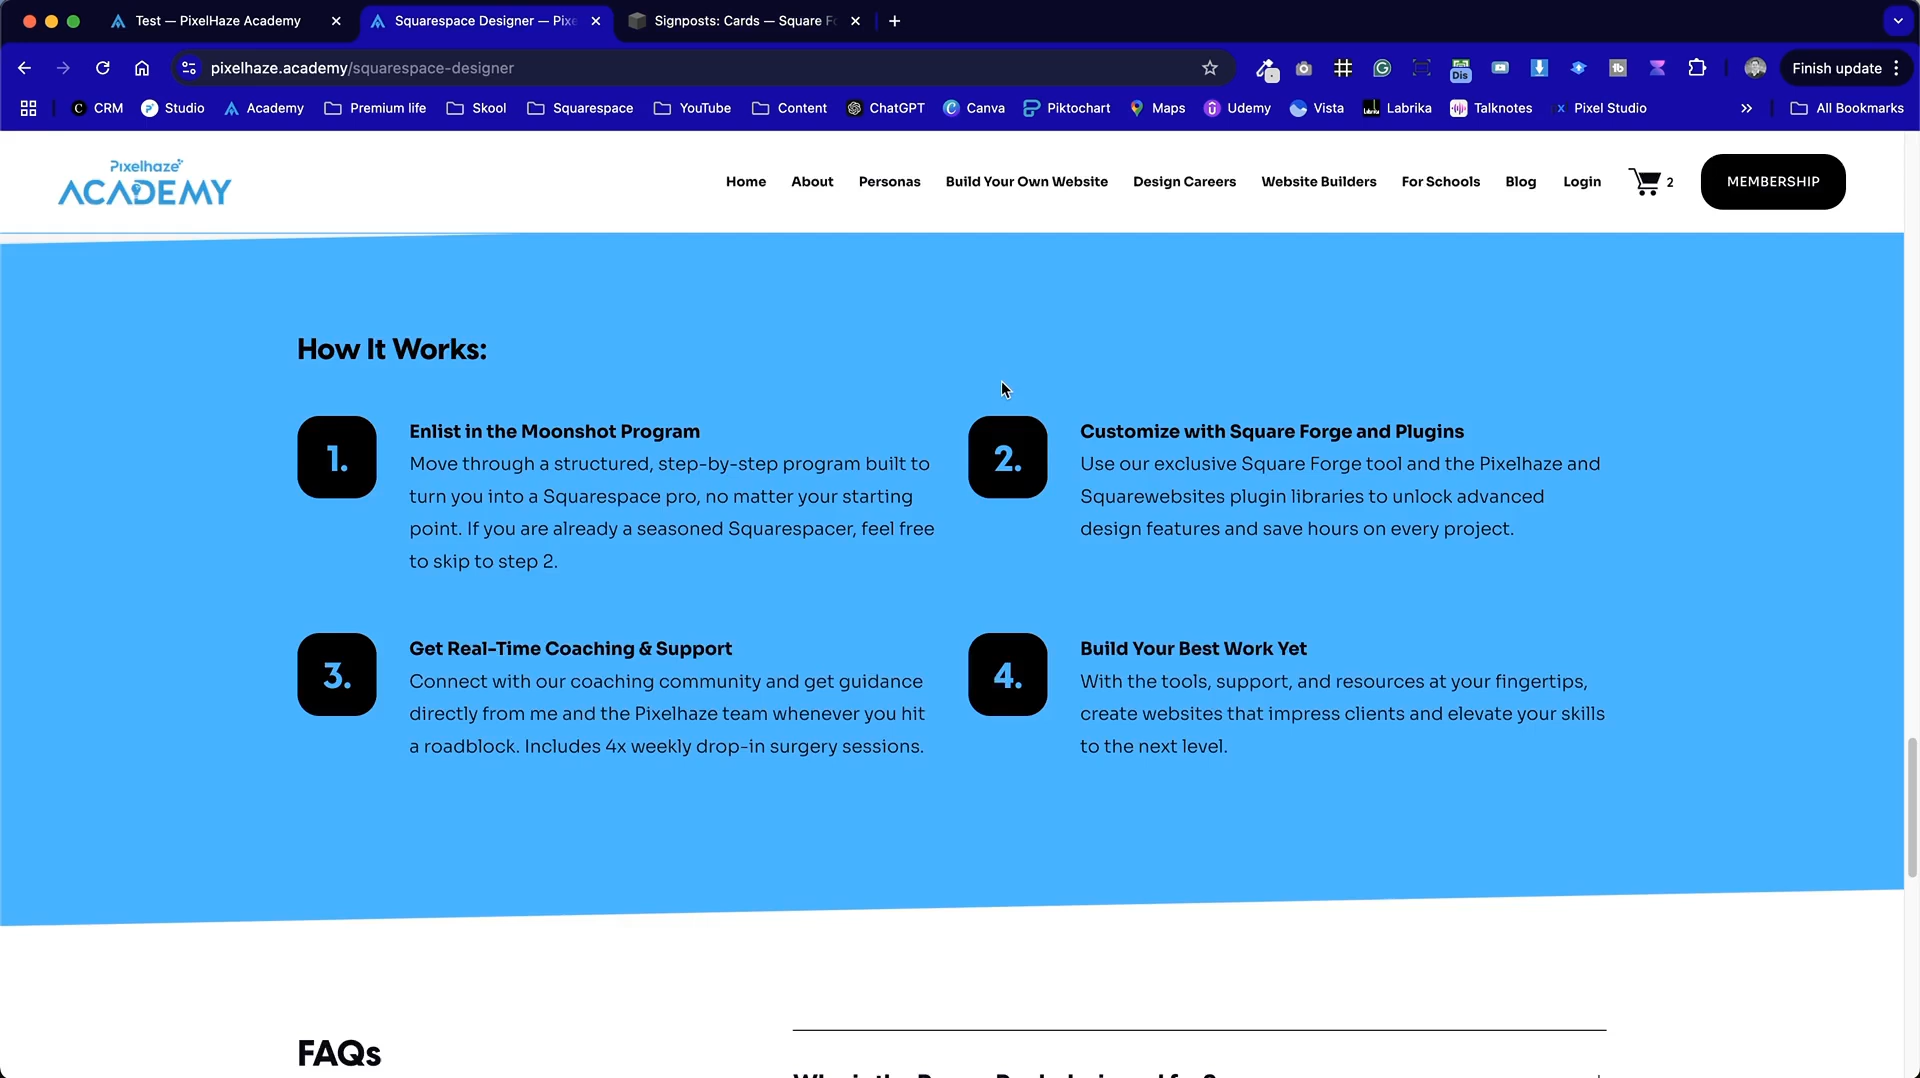 Test — PixelHaze Academy
Squarespace Designer — Pixe
Signposts: Cards — Square Fo
pixelhaze.academy/squarespace-designer
Dis
tb
Finish update
CRM
Studio
Academy
Premium life
Skool
Squarespace
YouTube
Content
ChatGPT
Canva
Piktochart
Maps
Udemy
Vista
Labrika
Talknotes
Pixel Studio
All Bookmarks
Pixelhaze
ACADEMY
Home
About
Personas
Build Your Own Website
Design Careers
Website Builders
For Schools
Blog
Login
2
MEMBERSHIP
How It Works:
1.
Enlist in the Moonshot Program
Move through a structured, step-by-step program built to
turn you into a Squarespace pro, no matter your starting
point. If you are already a seasoned Squarespacer, feel free
to skip to step 2.
2.
Customize with Square Forge and Plugins
Use our exclusive Square Forge tool and the Pixelhaze and
Squarewebsites plugin libraries to unlock advanced
design features and save hours on every project.
3.
Get Real-Time Coaching & Support
Connect with our coaching community and get guidance
directly from me and the Pixelhaze team whenever you hit
a roadblock. Includes 4x weekly drop-in surgery sessions.
4.
Build Your Best Work Yet
With the tools, support, and resources at your fingertips,
create websites that impress clients and elevate your skills
to the next level.
FAQs